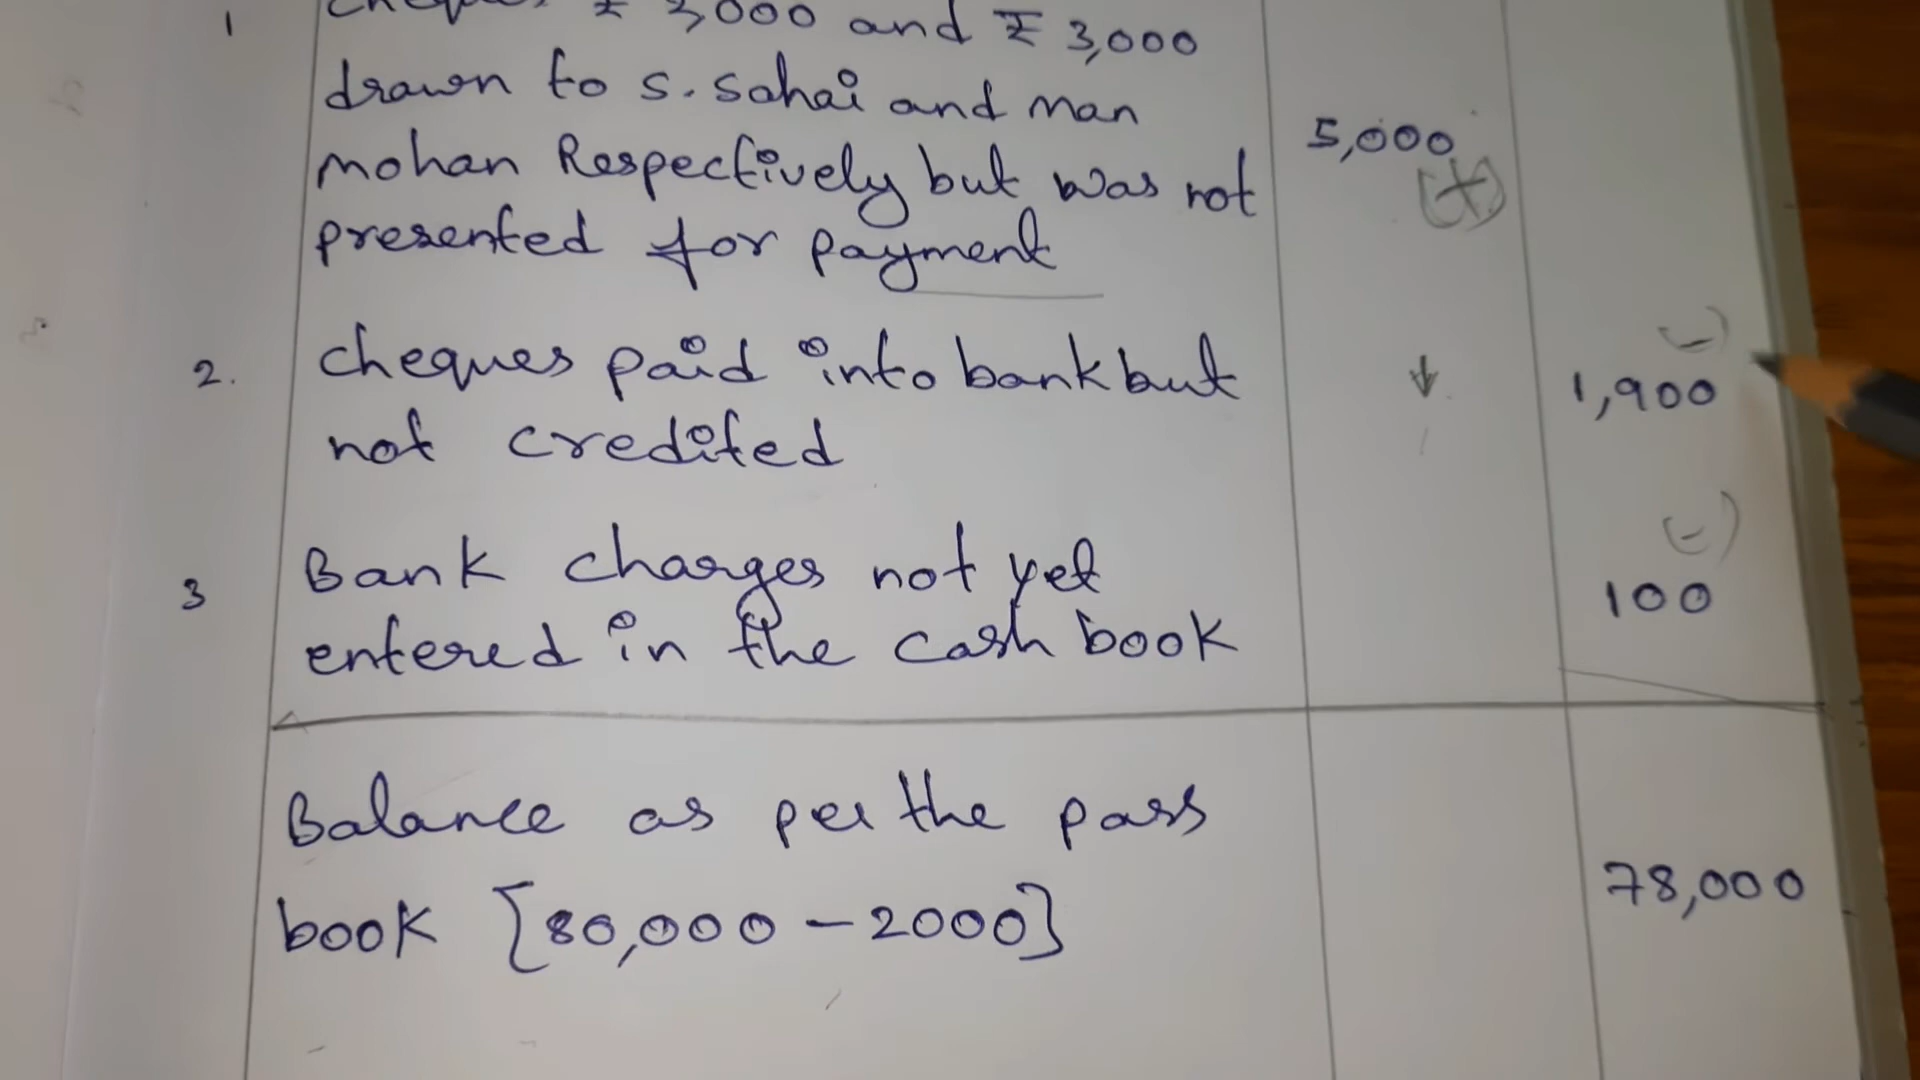 1 Cheques ₹ 2,000 and ₹ 3,000
drawn to S. Sahai and Man
mohan Respectively but was not 5,000
(+)
presented for payment
2. Cheques paid into bank but ↓ (-) 1,900
not credited
3 Bank charges not yet (-) 100
entered in the cash book
Balance as per the pass
book [80,000 - 2000] 78,000